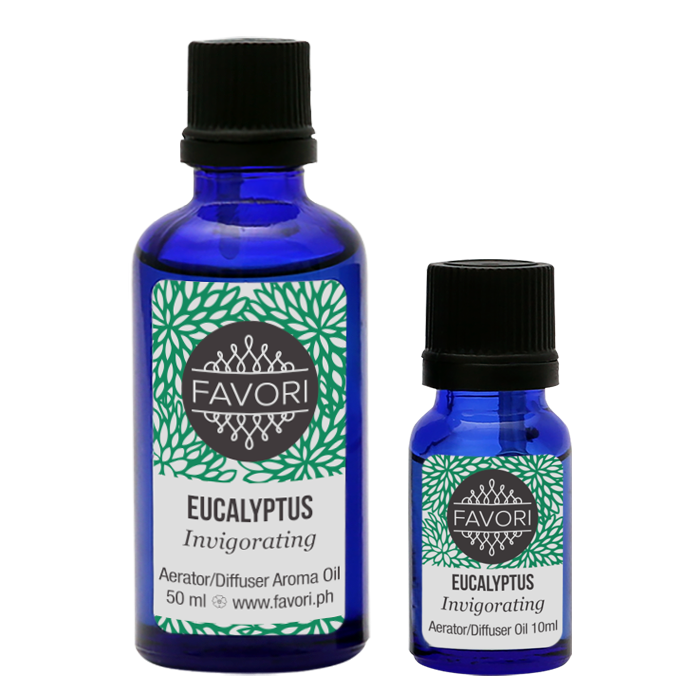 FAVORI
EUCALYPTUS
Invigorating
Aerator/Diffuser Aroma Oil
50 ml www.favori.ph
FAVORI
EUCALYPTUS
Invigorating
Aerator/Diffuser Oil 10ml